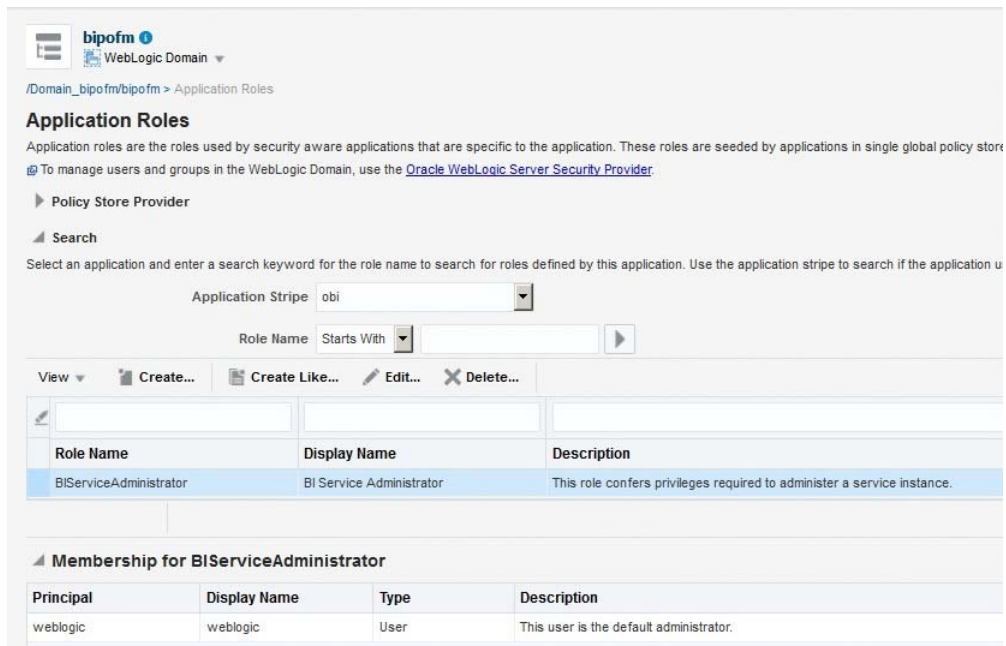 bipofm
WebLogic Domain
/Domain_bipofm/bipofm > Application Roles
Application Roles
Application roles are the roles used by security aware applications that are specific to the application. These roles are seeded by applications in single global policy store
To manage users and groups in the WebLogic Domain, use the Oracle WebLogic Server Security Provider.
Policy Store Provider
Search
Select an application and enter a search keyword for the role name to search for roles defined by this application. Use the application stripe to search if the application u
Application Stripe obi
Role Name Starts With
View Create... Create Like... Edit... Delete...
Role Name Display Name Description
BIServiceAdministrator BI Service Administrator This role confers privileges required to administer a service instance.
Membership for BIServiceAdministrator
Principal Display Name Type Description
weblogic weblogic User This user is the default administrator.